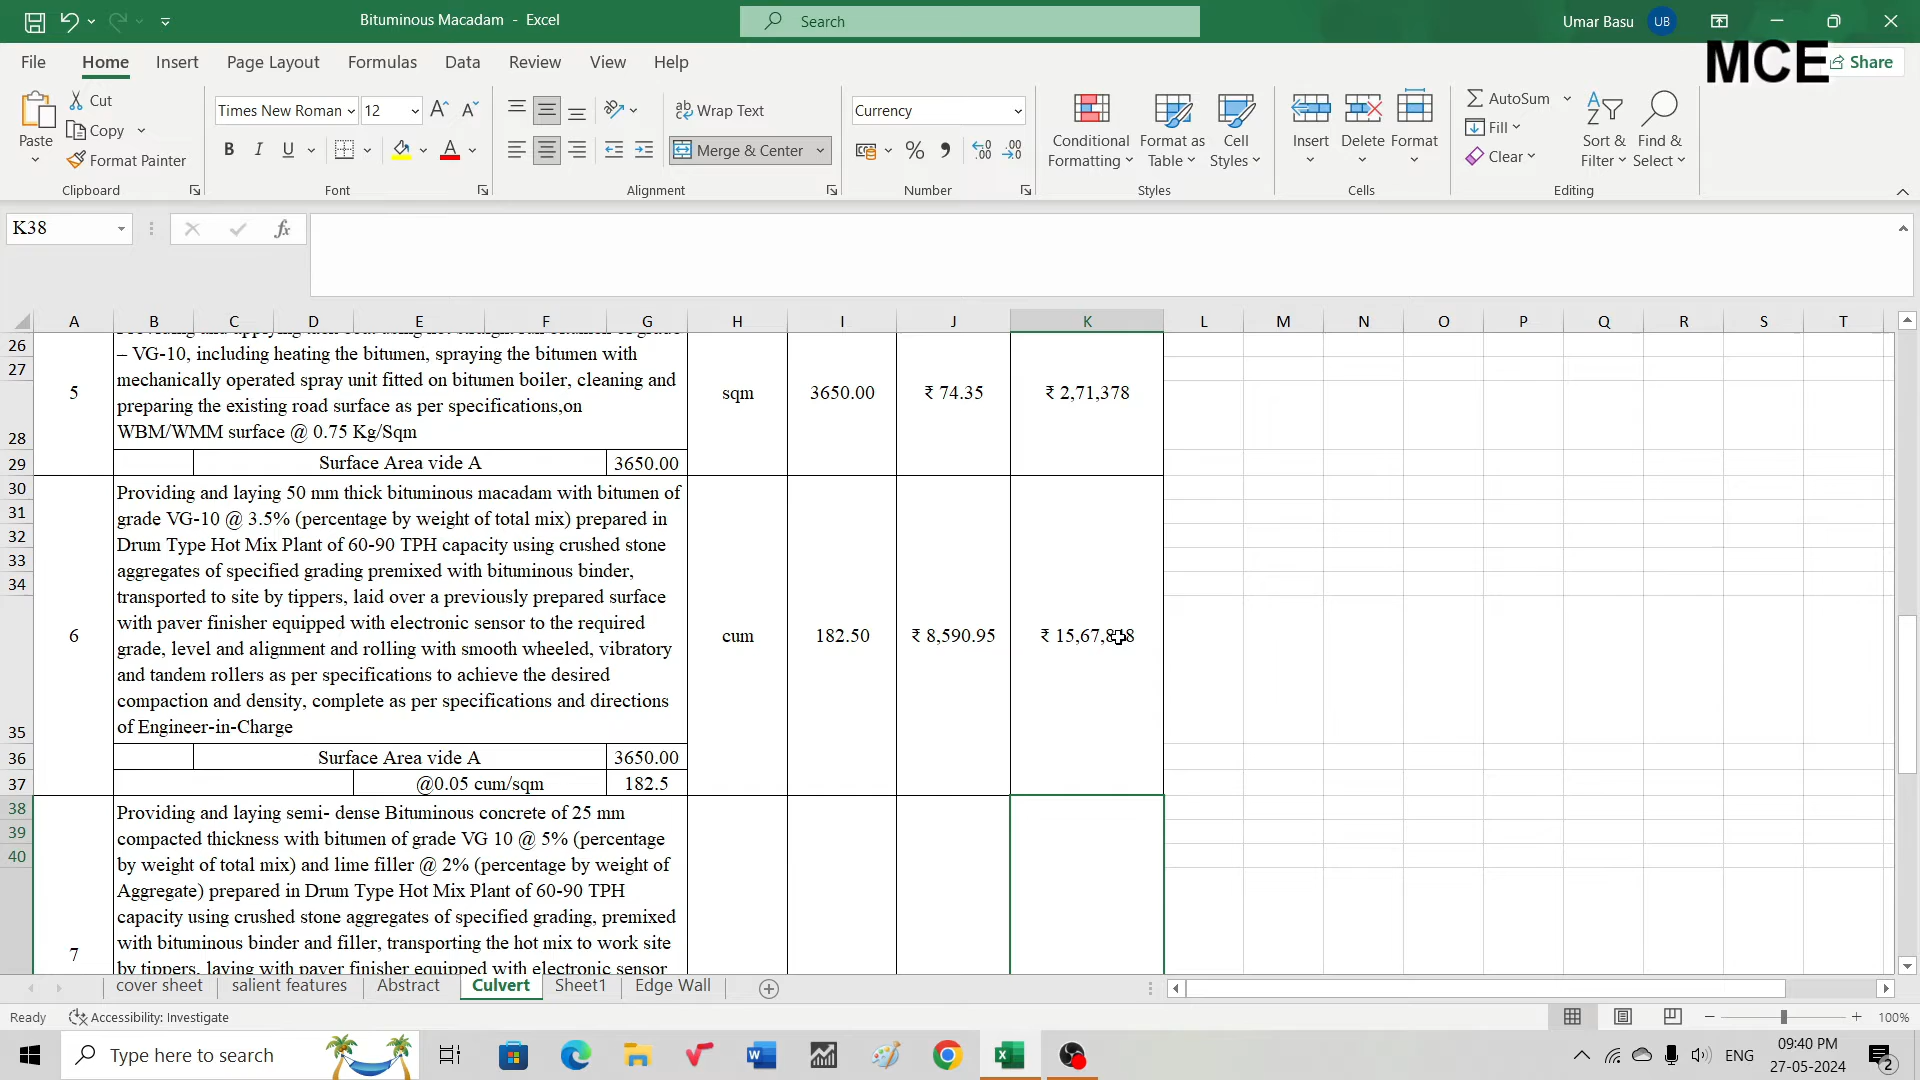 Bituminous Macadam - Excel
Search
Umar Basu
UB
MCE
File
Home
Insert
Page Layout
Formulas
Data
Review
View
Help
Share
Paste
Cut
Copy
Format Painter
Clipboard
Times New Roman
12
B I U
Font
Wrap Text
Merge & Center
Alignment
Currency
Number
Conditional
Formatting
Format as
Table
Cell
Styles
Styles
Insert
Delete
Format
Cells
AutoSum
Fill
Clear
Sort &
Filter
Find &
Select
Editing
K38
fx
A B C D E F G H I J K L M N O P Q R S T
26
27
28
29
30
31
32
33
34
35
36
37
38
39
40
5
– VG-10, including heating the bitumen, spraying the bitumen with
mechanically operated spray unit fitted on bitumen boiler, cleaning and
preparing the existing road surface as per specifications,on
WBM/WMM surface @ 0.75 Kg/Sqm
sqm
3650.00
₹ 74.35
₹ 2,71,378
Surface Area vide A
3650.00
6
Providing and laying 50 mm thick bituminous macadam with bitumen of
grade VG-10 @ 3.5% (percentage by weight of total mix) prepared in
Drum Type Hot Mix Plant of 60-90 TPH capacity using crushed stone
aggregates of specified grading premixed with bituminous binder,
transported to site by tippers, laid over a previously prepared surface
with paver finisher equipped with electronic sensor to the required
grade, level and alignment and rolling with smooth wheeled, vibratory
and tandem rollers as per specifications to achieve the desired
compaction and density, complete as per specifications and directions
of Engineer-in-Charge
cum
182.50
₹ 8,590.95
Surface Area vide A
3650.00
@0.05 cum/sqm
182.5
7
Providing and laying semi- dense Bituminous concrete of 25 mm
compacted thickness with bitumen of grade VG 10 @ 5% (percentage
by weight of total mix) and lime filler @ 2% (percentage by weight of
Aggregate) prepared in Drum Type Hot Mix Plant of 60-90 TPH
capacity using crushed stone aggregates of specified grading, premixed
with bituminous binder and filler, transporting the hot mix to work site
by tippers, laying with paver finisher equipped with electronic sensor
cover sheet
salient features
Abstract
Culvert
Sheet1
Edge Wall
Ready
Accessibility: Investigate
100%
Type here to search
ENG
09:40 PM
27-05-2024
2